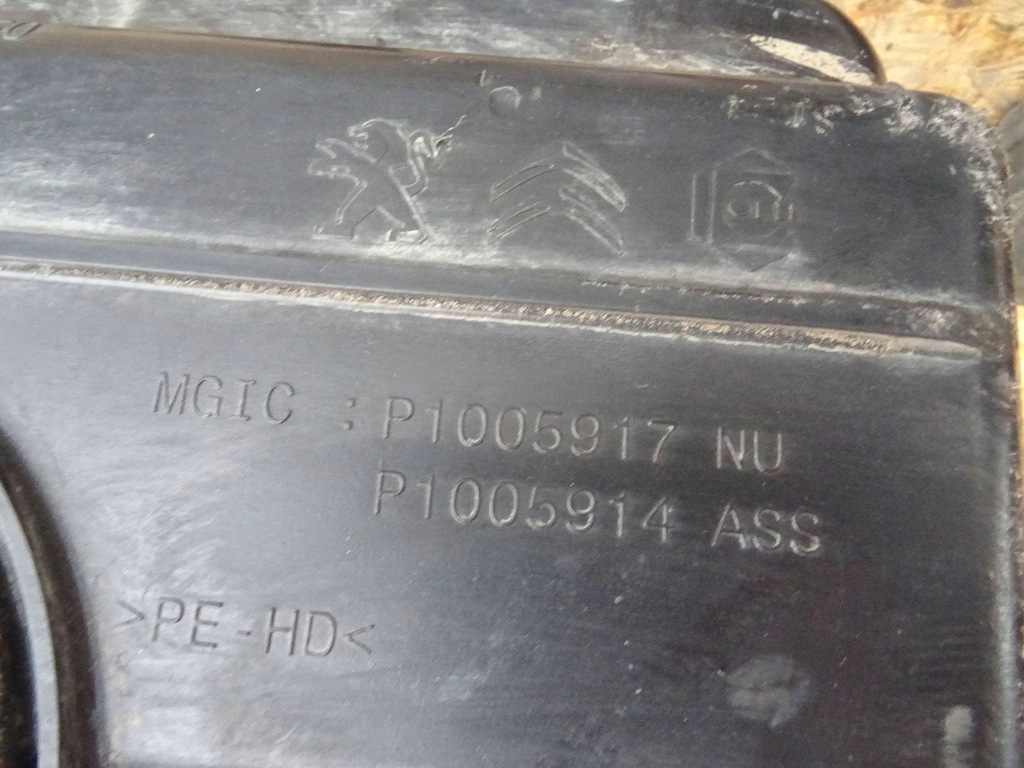 MGIC : P1005917 NU
P1005914 ASS
>PE-HD<